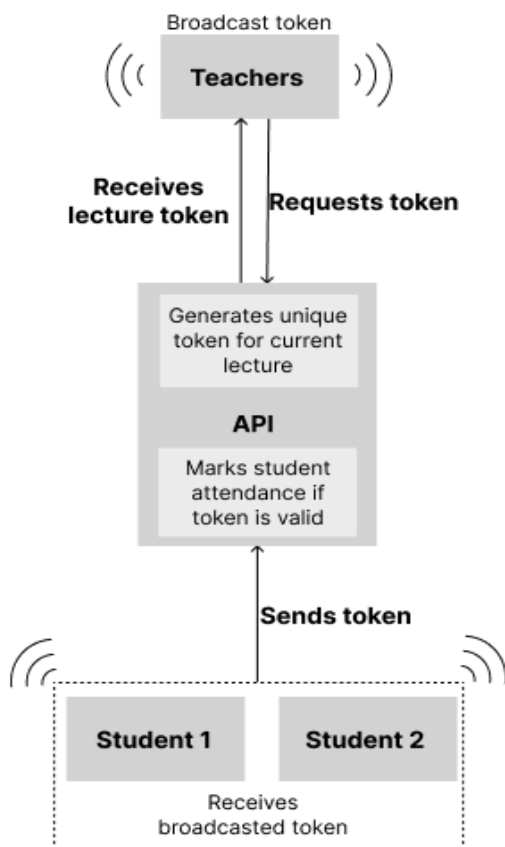 Broadcast token
Teachers
Receives
lecture token
Requests token
Generates unique
token for current
lecture
API
Marks student
attendance if
token is valid
Sends token
Student 1
Student 2
Receives
broadcasted token